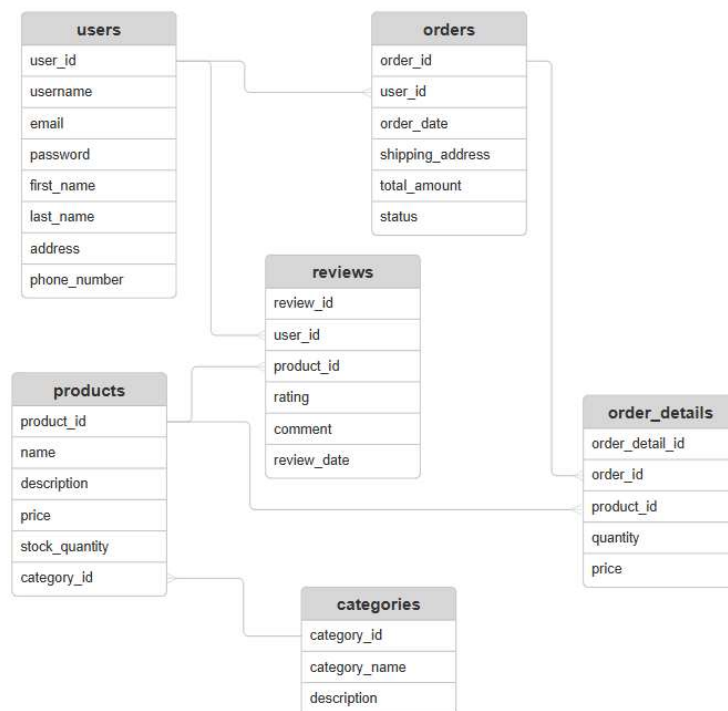 users
user_id
username
email
password
first_name
last_name
address
phone_number
orders
order_id
user_id
order_date
shipping_address
total_amount
status
reviews
review_id
user_id
product_id
rating
comment
review_date
products
product_id
name
description
price
stock_quantity
category_id
order_details
order_detail_id
order_id
product_id
quantity
price
categories
category_id
category_name
description